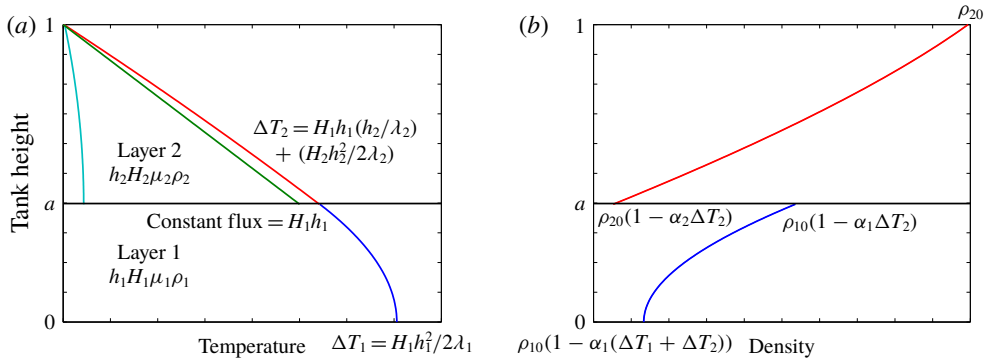 (a)
1
Tank height
ΔT₂ = H₁h₁(h₂/λ₂)
+ (H₂h₂²/2λ₂)
Layer 2
h₂H₂μ₂ρ₂
a
Constant flux = H₁h₁
Layer 1
h₁H₁μ₁ρ₁
0
Temperature
ΔT₁ = H₁h₁²/2λ₁
(b)
ρ₂₀
1
a
ρ₂₀(1 − α₂ΔT₂)
ρ₁₀(1 − α₁ΔT₂)
0
ρ₁₀(1 − α₁(ΔT₁ + ΔT₂))
Density